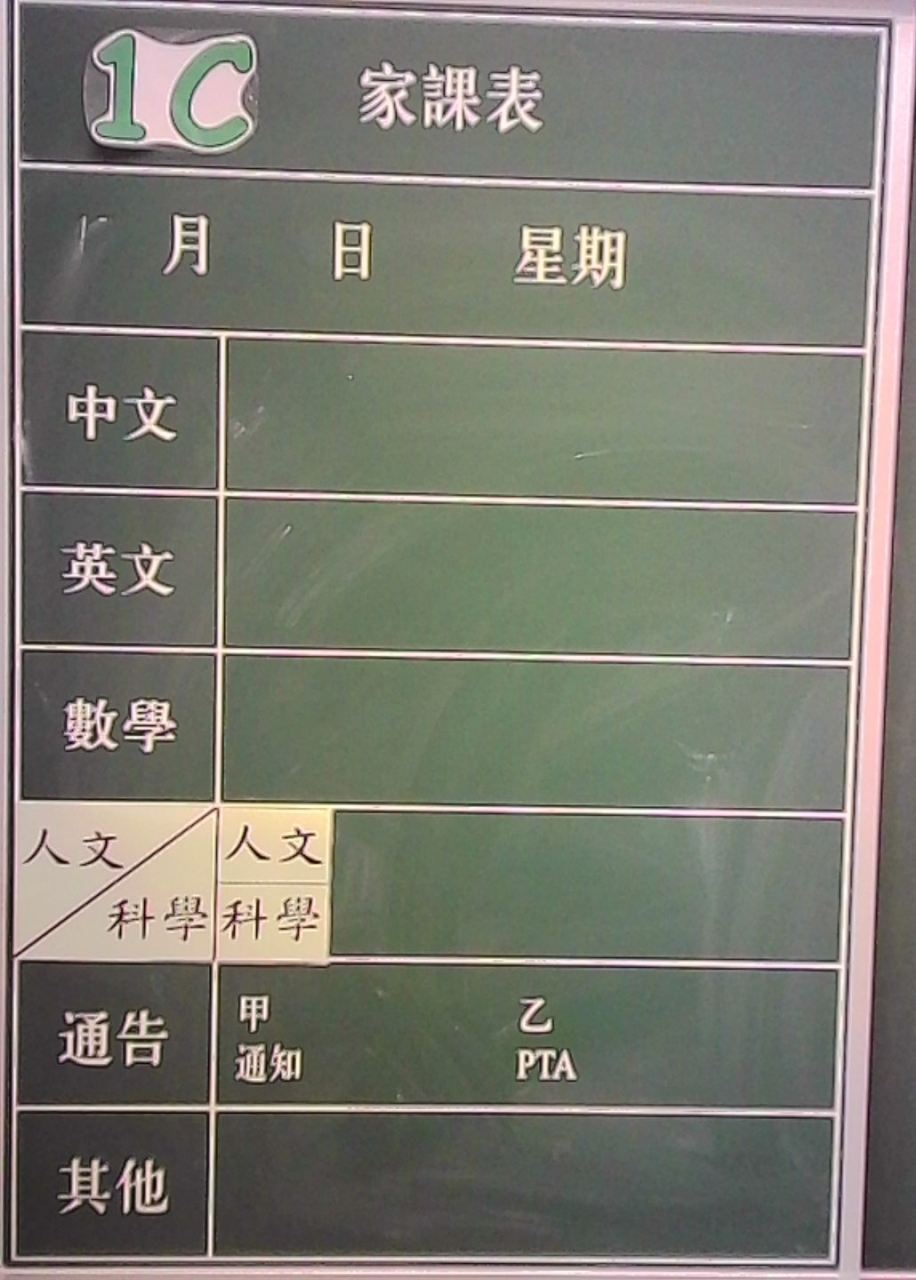 1C 家課表
月 日 星期
中文
英文
數學
人文 人文
科學 科學
通告 甲 乙
通知 PTA
其他